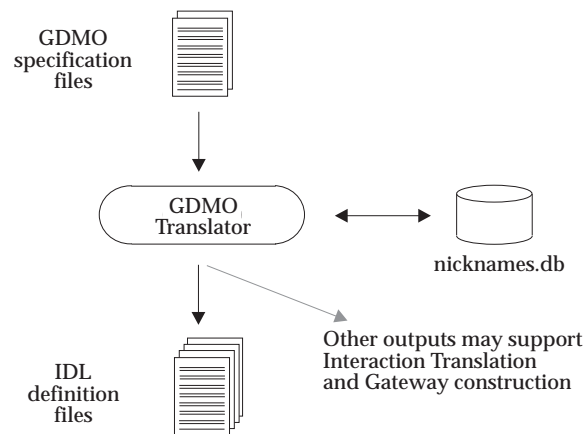 GDMO
specification
files
GDMO
Translator
nicknames.db
Other outputs may support
Interaction Translation
and Gateway construction
IDL
definition
files